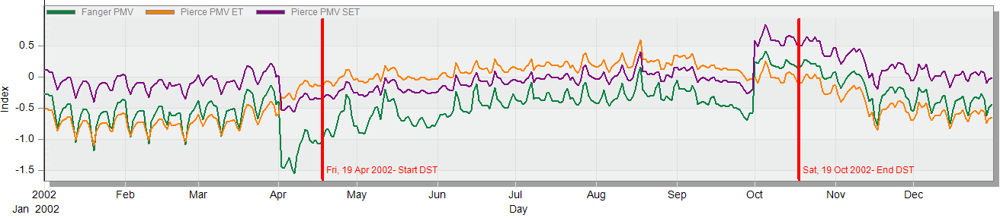 Fanger PMV Pierce PMV ET Pierce PMV SET
Index
0.5
0
-0.5
-1.0
-1.5
Fri, 19 Apr 2002- Start DST
Sat, 19 Oct 2002- End DST
2002 Feb Mar Apr May Jun Jul Aug Sep Oct Nov Dec
Jan 2002
Day